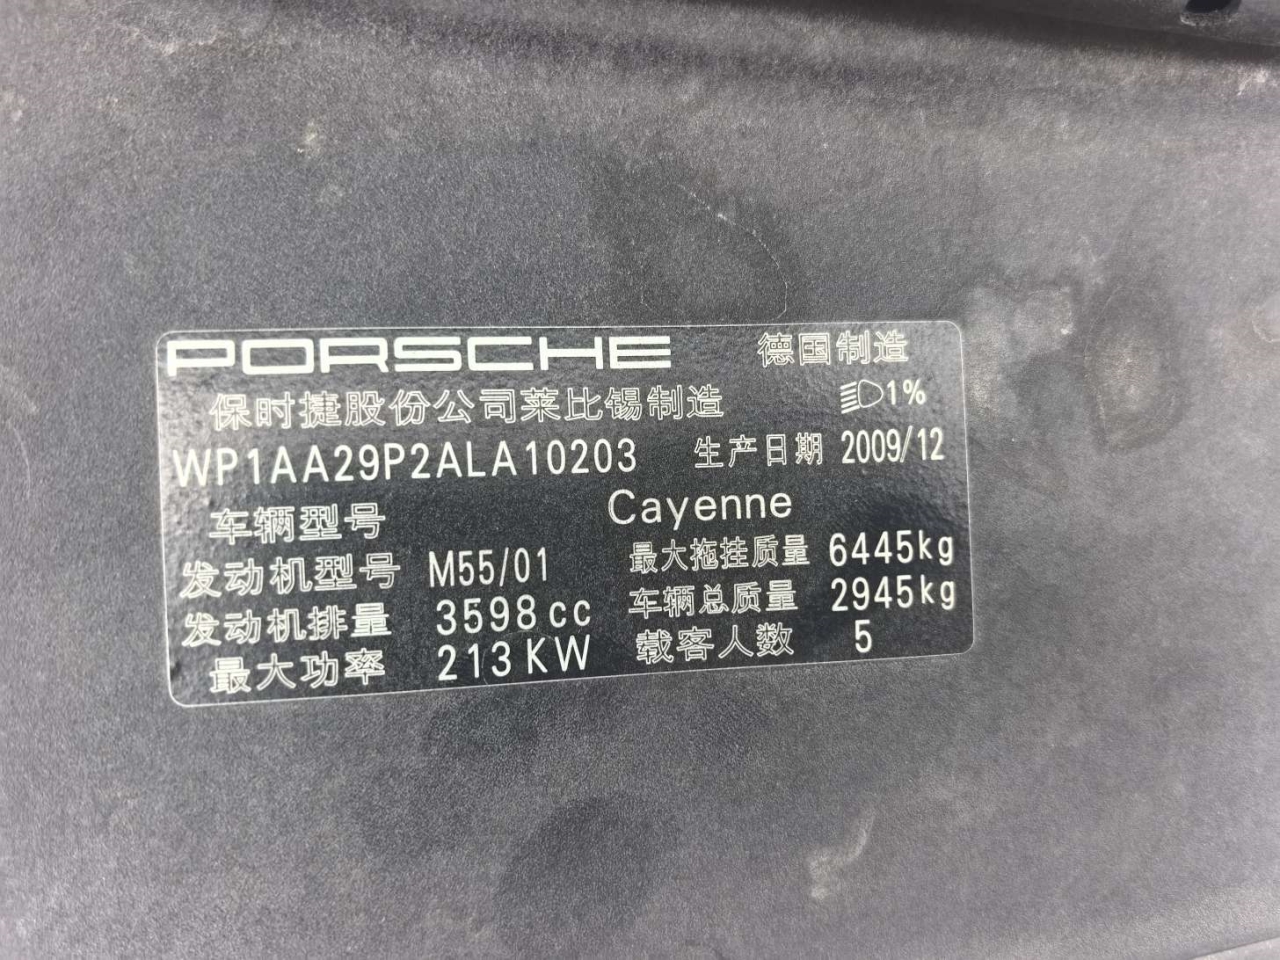 PORSCHE 德国制造
保时捷股份公司莱比锡制造 1%
WP1AA29P2ALA10203 生产日期 2009/12
车辆型号 Cayenne
发动机型号 M55/01 最大拖挂质量 6445kg
发动机排量 3598cc 车辆总质量 2945kg
最大功率 213KW 载客人数 5